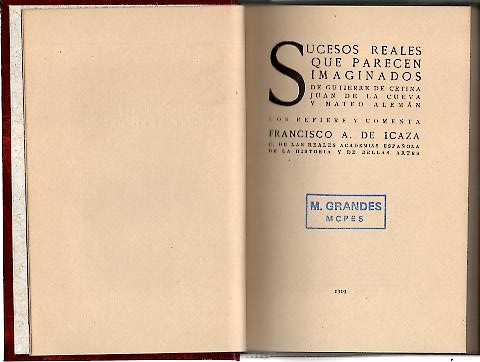 SUCESOS REALES
QUE PARECEN
IMAGINADOS
DE GUTIERRE DE CETINA
JUAN DE LA CUEVA
Y MATEO ALEMÁN
LOS REFIERE Y COMENTA
FRANCISCO A. DE ICAZA
C. DE LAS REALES ACADEMIAS ESPAÑOLA
DE LA HISTORIA Y DE BELLAS ARTES
M. GRANDES
MCPES
1919